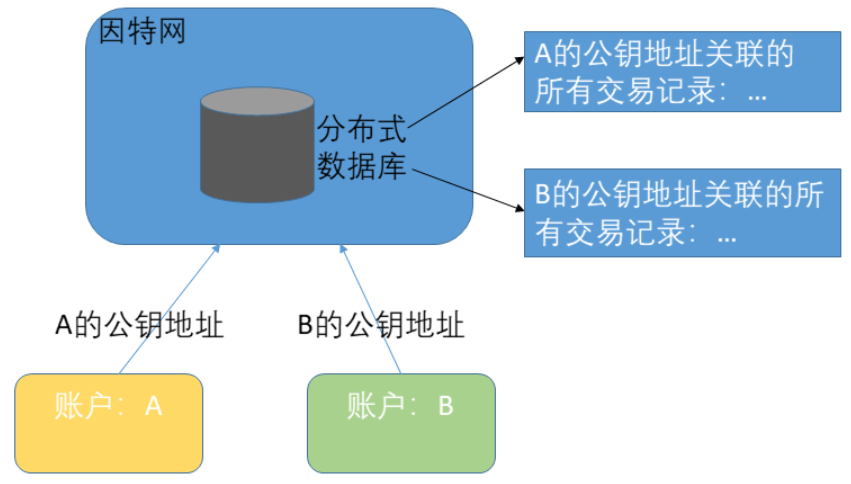 因特网
分布式
数据库
A的公钥地址关联的
所有交易记录：…
B的公钥地址关联的所
有交易记录：…
A的公钥地址
B的公钥地址
账户：A
账户：B